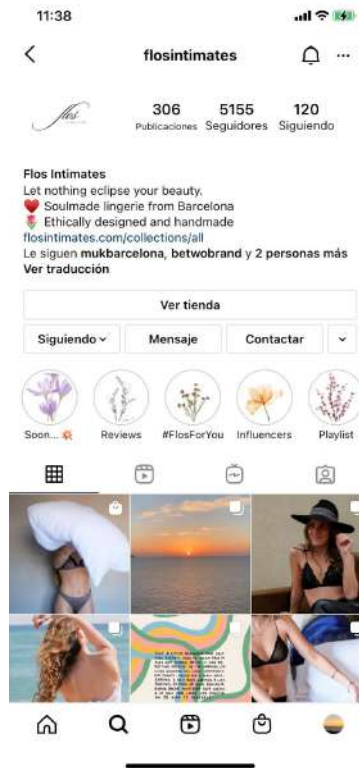 11:38
flosintimates
flos
306 5155 120
Publicaciones Seguidores Siguiendo
Flos Intimates
Let nothing eclipse your beauty.
❤️ Soulmade lingerie from Barcelona
🌷 Ethically designed and handmade
flosintimates.com/collections/all
Le siguen mukbarcelona, betwobrand y 2 personas más
Ver traducción
Ver tienda
Siguiendo Mensaje Contactar
Soon... 💥 Reviews #FlosForYou Influencers Playlist